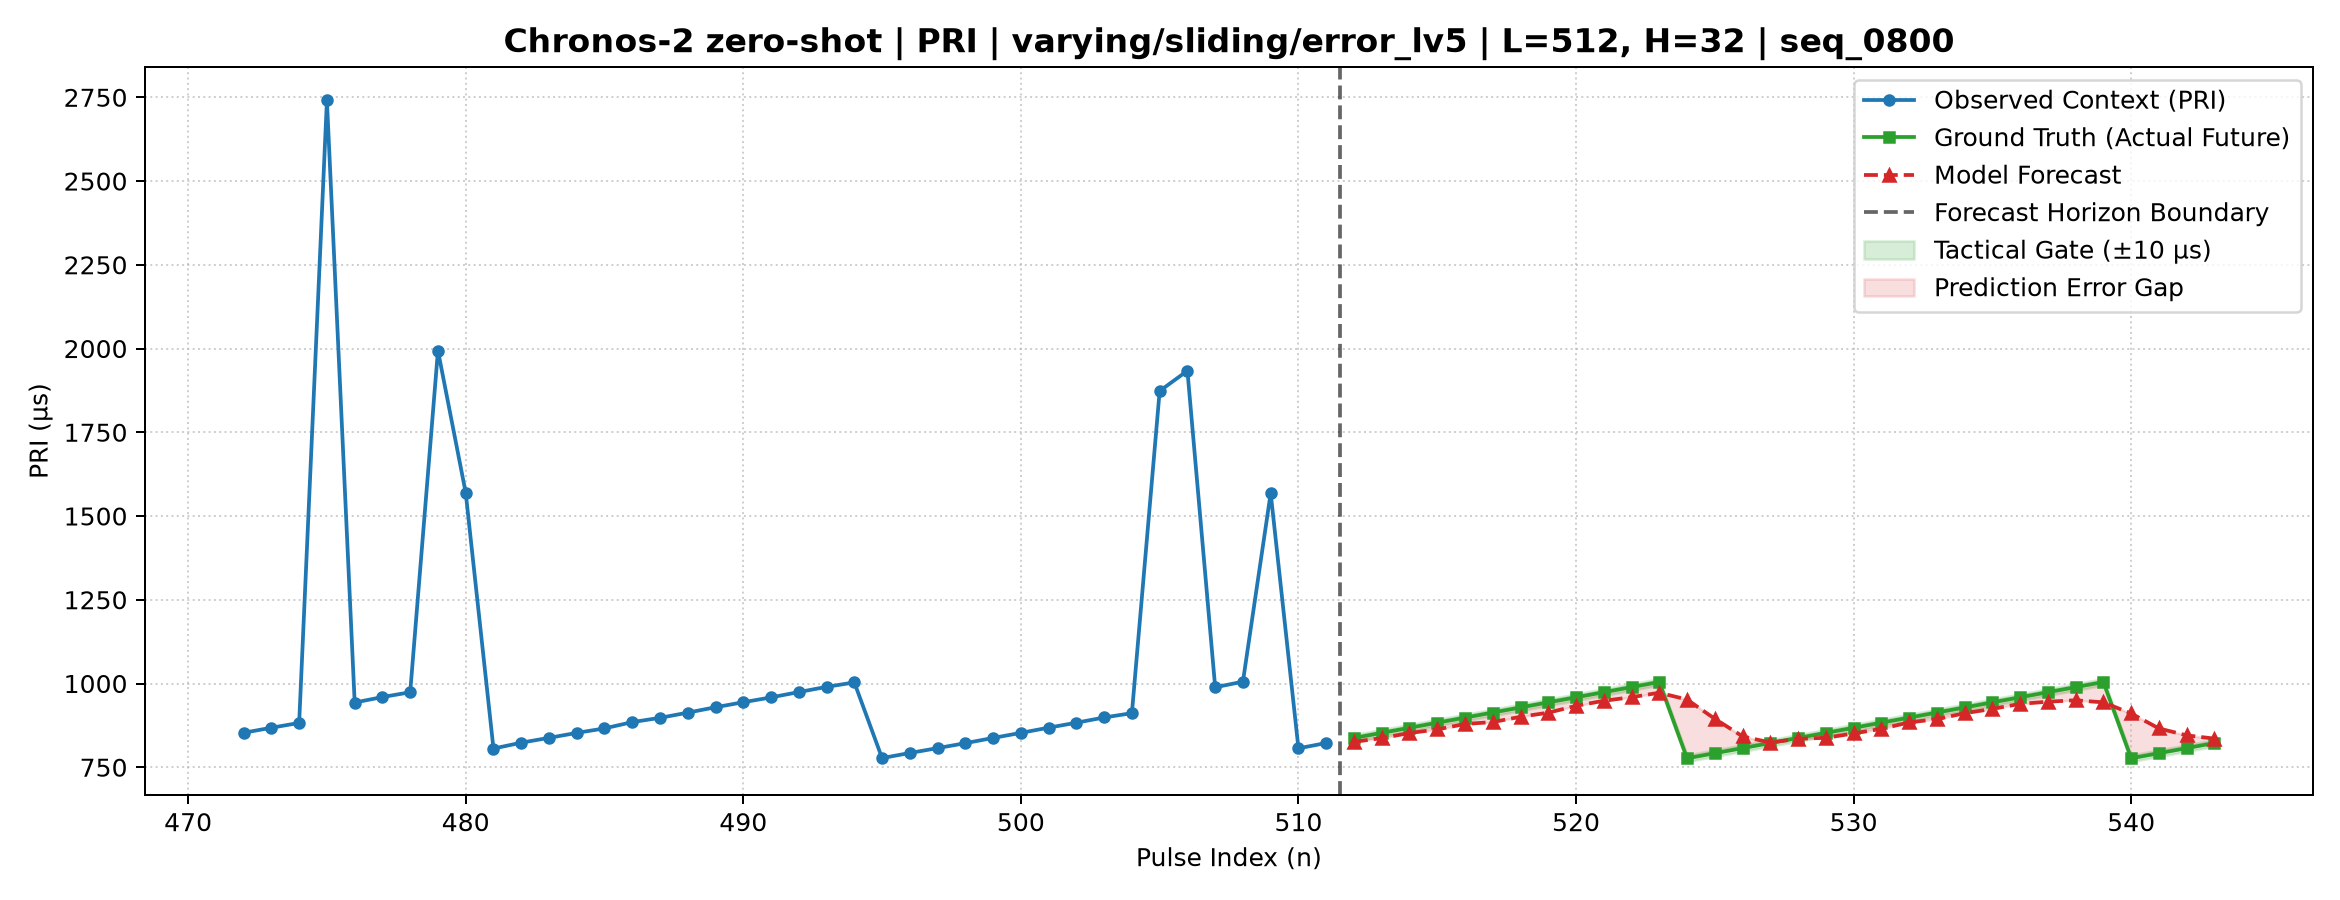 Chronos-2 zero-shot | PRI | varying/sliding/error_lv5 | L=512, H=32 | seq_0800
PRI (µs)
2750
2500
2250
2000
1750
1500
1250
1000
750
Observed Context (PRI)
Ground Truth (Actual Future)
Model Forecast
Forecast Horizon Boundary
Tactical Gate (±10 µs)
Prediction Error Gap
470 480 490 500 510 520 530 540
Pulse Index (n)